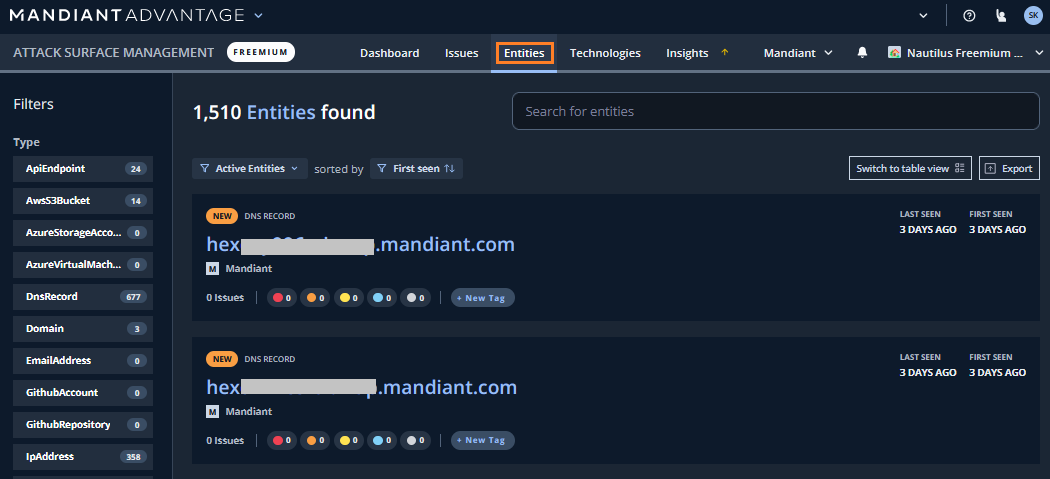 MANDIANT ADVANTAGE
SK
ATTACK SURFACE MANAGEMENT FREEMIUM Dashboard Issues Entities Technologies Insights Mandiant Nautilus Freemium ...
Filters
1,510 Entities found
Search for entities
Type
Active Entities sorted by First seen Switch to table view Export
ApiEndpoint 24
AwsS3Bucket 14
AzureStorageAcco... 0
AzureVirtualMach... 0
DnsRecord 677
Domain 3
EmailAddress 0
GithubAccount 0
GithubRepository 0
IpAddress 358
NEW DNS RECORD LAST SEEN FIRST SEEN
hex .mandiant.com 3 DAYS AGO 3 DAYS AGO
M Mandiant
0 Issues 0 0 0 0 0 + New Tag
NEW DNS RECORD LAST SEEN FIRST SEEN
hex p.mandiant.com 3 DAYS AGO 3 DAYS AGO
M Mandiant
0 Issues 0 0 0 0 0 + New Tag